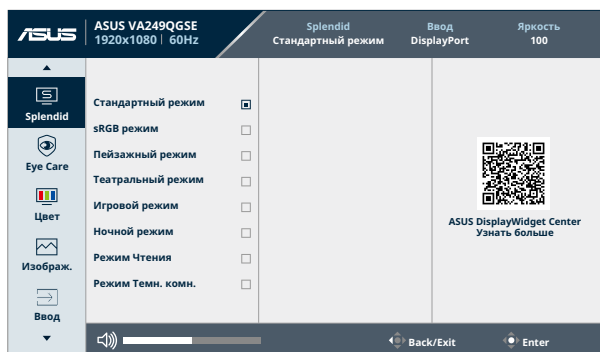 ASUS
ASUS VA249QGSE
1920x1080 | 60Hz
Splendid
Стандартный режим
Ввод
DisplayPort
Яркость
100
Splendid
Eye Care
Цвет
Изображ.
Ввод
Стандартный режим
sRGB режим
Пейзажный режим
Театральный режим
Игровой режим
Ночной режим
Режим Чтения
Режим Темн. комн.
ASUS DisplayWidget Center
Узнать больше
Back/Exit
Enter